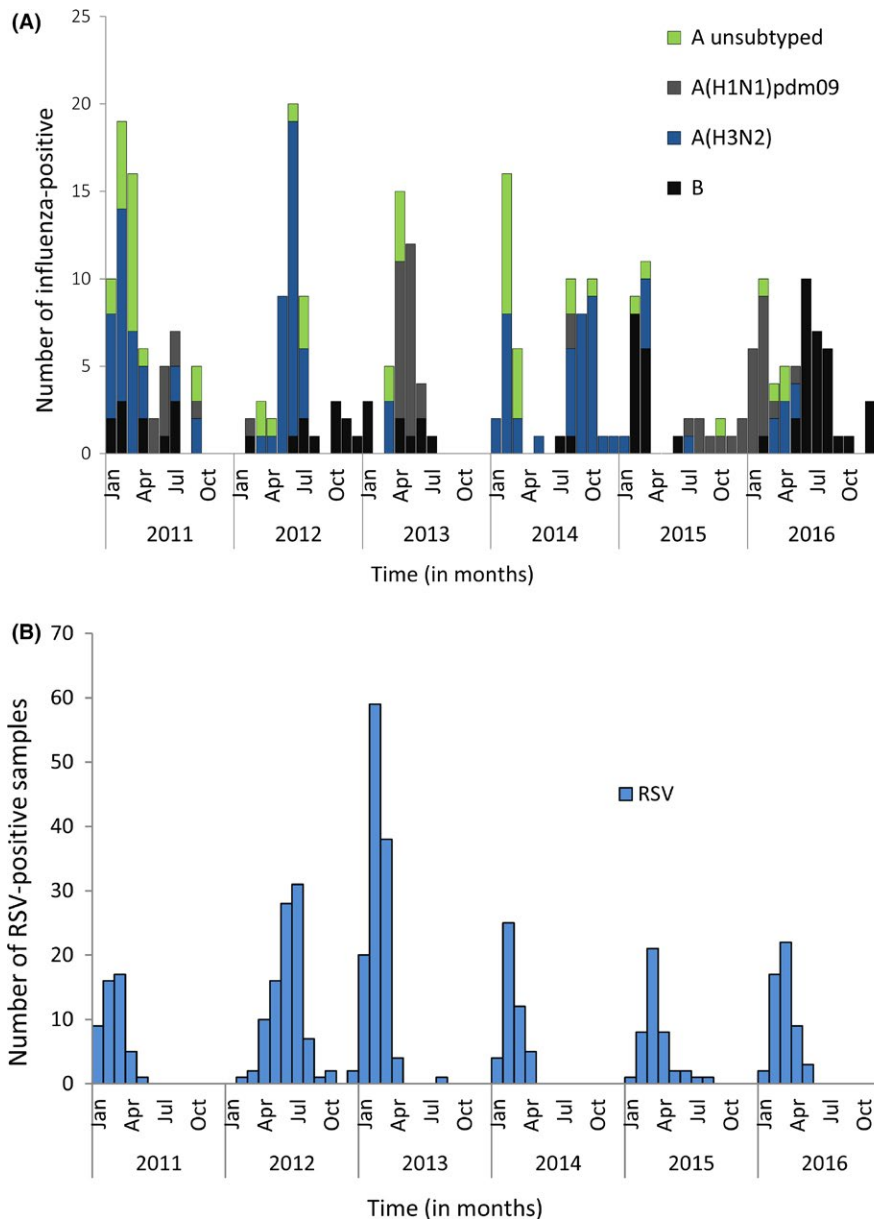 (A)
25
20
15
10
5
0
Number of influenza-positive
A unsubtyped
A(H1N1)pdm09
A(H3N2)
B
Jan Apr Jul Oct Jan Apr Jul Oct Jan Apr Jul Oct Jan Apr Jul Oct Jan Apr Jul Oct Jan Apr Jul Oct
2011 2012 2013 2014 2015 2016
Time (in months)
(B)
70
60
50
40
30
20
10
0
Number of RSV-positive samples
RSV
Jan Apr Jul Oct Jan Apr Jul Oct Jan Apr Jul Oct Jan Apr Jul Oct Jan Apr Jul Oct Jan Apr Jul Oct
2011 2012 2013 2014 2015 2016
Time (in months)